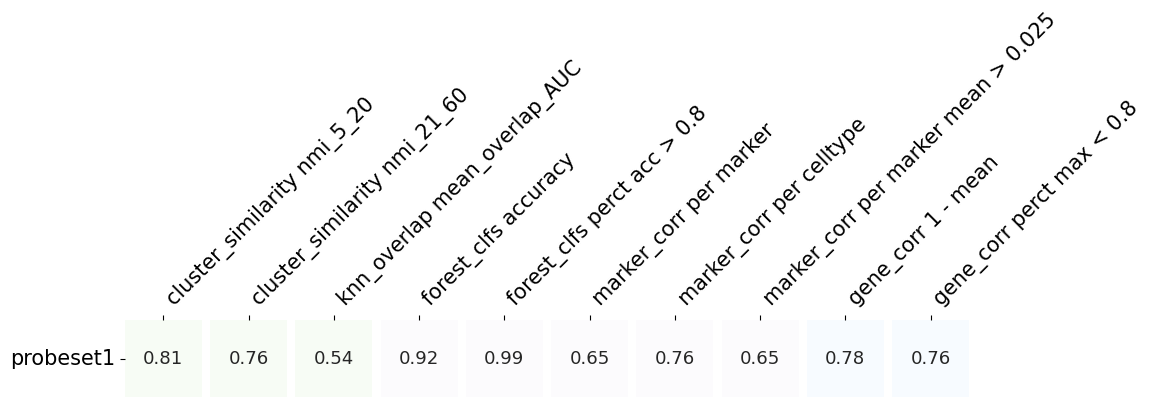 cluster_similarity nmi_5_20
cluster_similarity nmi_21_60
knn_overlap mean_overlap_AUC
forest_clfs accuracy
forest_clfs perct acc > 0.8
marker_corr per marker
marker_corr per celltype
marker_corr per marker mean > 0.025
gene_corr 1 - mean
gene_corr perct max < 0.8
probeset1 0.81 0.76 0.54 0.92 0.99 0.65 0.76 0.65 0.78 0.76